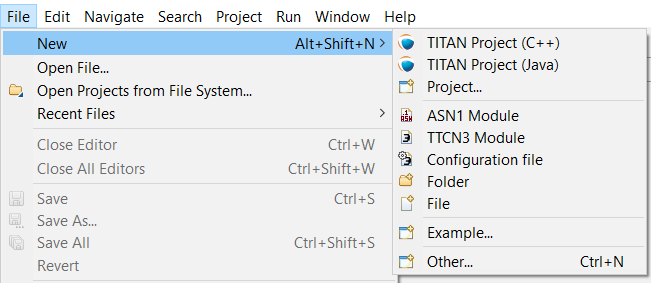 File Edit Navigate Search Project Run Window Help
New Alt+Shift+N
Open File...
Open Projects from File System...
Recent Files
Close Editor Ctrl+W
Close All Editors Ctrl+Shift+W
Save Ctrl+S
Save As...
Save All Ctrl+Shift+S
Revert
TITAN Project (C++)
TITAN Project (Java)
Project...
ASN1 Module
TTCN3 Module
Configuration file
Folder
File
Example...
Other... Ctrl+N